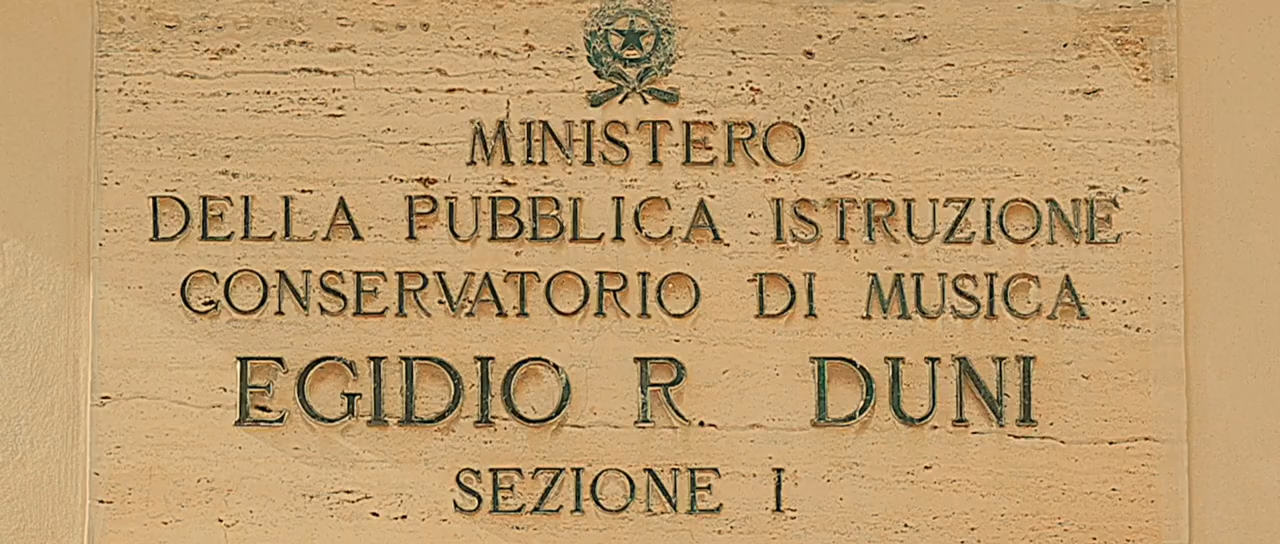 MINISTERO
DELLA PUBBLICA ISTRUZIONE
CONSERVATORIO DI MUSICA
EGIDIO R. DUNI
SEZIONE I